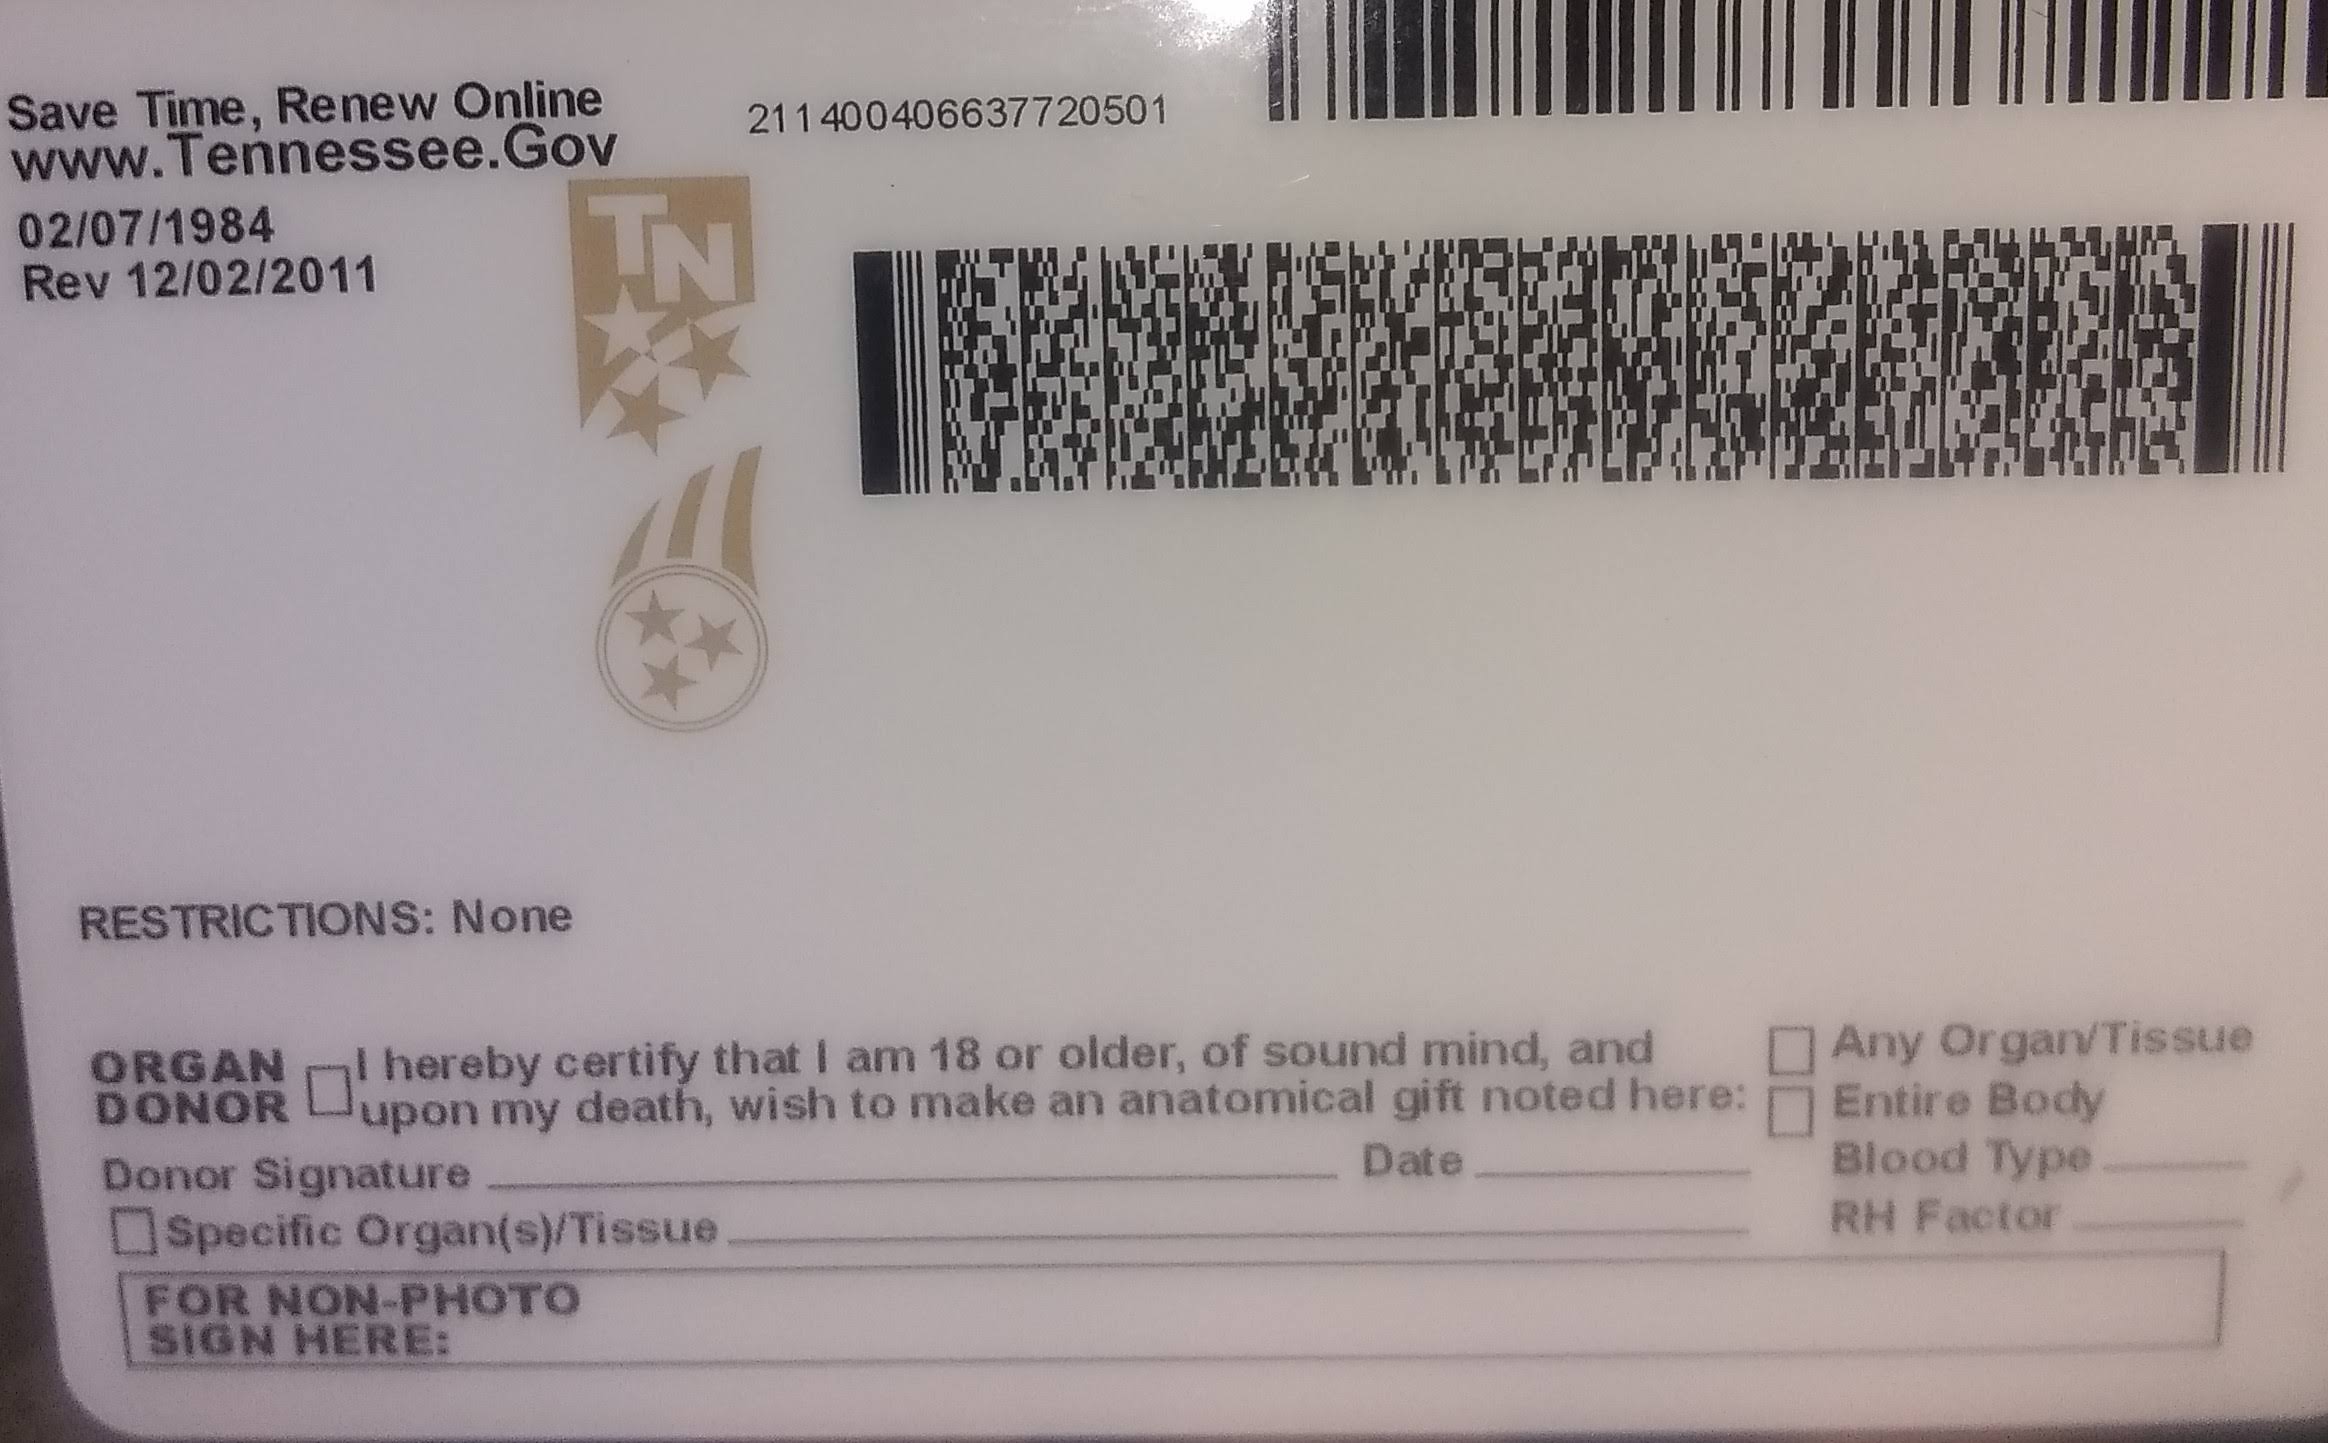 Save Time, Renew Online
www.Tennessee.Gov
02/07/1984
Rev 12/02/2011
211400406637720501
TN
RESTRICTIONS: None
ORGAN DONOR
I hereby certify that I am 18 or older, of sound mind, and
upon my death, wish to make an anatomical gift noted here:
Any Organ/Tissue
Entire Body
Donor Signature Date
Blood Type
Specific Organ(s)/Tissue
RH Factor
FOR NON-PHOTO
SIGN HERE: